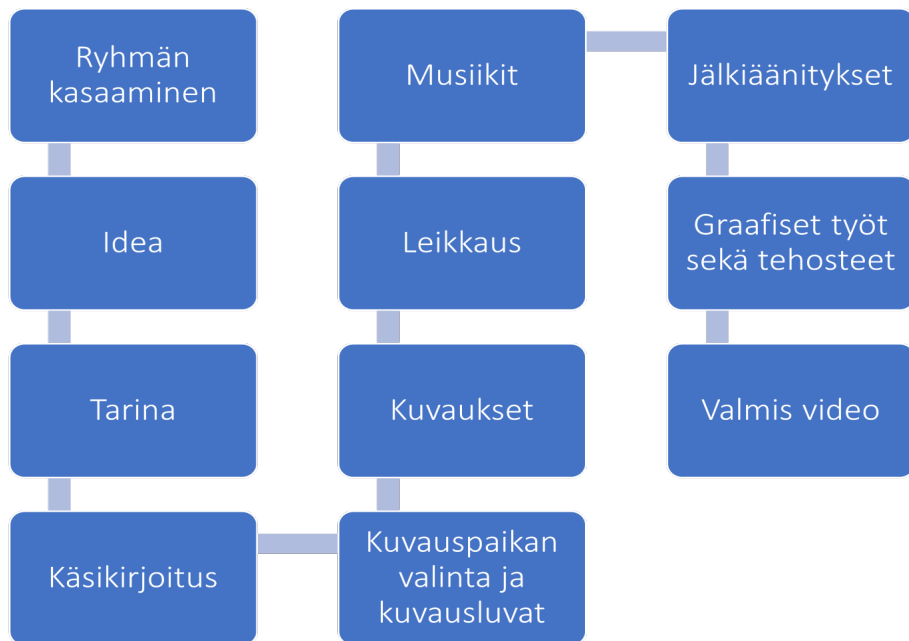 Ryhmän
kasaaminen
Idea
Tarina
Käsikirjoitus
Kuvauspaikan
valinta ja
kuvausluvat
Kuvaukset
Leikkaus
Musiikit
Jälkiäänitykset
Graafiset työt
sekä tehosteet
Valmis video